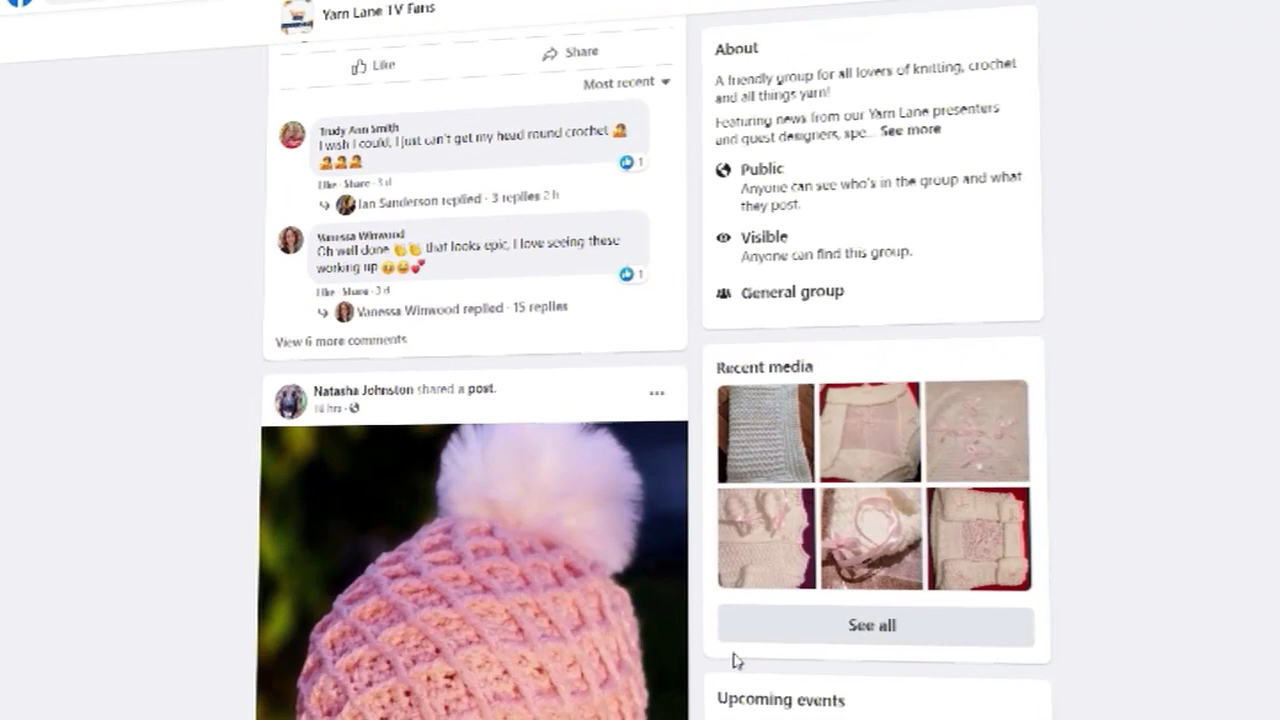 Yarn Lane TV Fans
Like
Share
Most recent
Trudy Ann Smith
I wish I could, I just can't get my head round crochet 🤦
🤦🤦🤦
1
Like · Share · 3 d
Ian Sanderson replied · 3 replies 2 h
Vanessa Winwood
Oh well done 👏👏 that looks epic, I love seeing these
working up 😊😄💕
1
Like · Share · 3 d
Vanessa Winwood replied · 15 replies
View 6 more comments
Natasha Johnston shared a post.
18 hrs ·
About
A friendly group for all lovers of knitting, crochet
and all things yarn!
Featuring news from our Yarn Lane presenters
and guest designers, spe... See more
Public
Anyone can see who's in the group and what
they post.
Visible
Anyone can find this group.
General group
Recent media
See all
Upcoming events